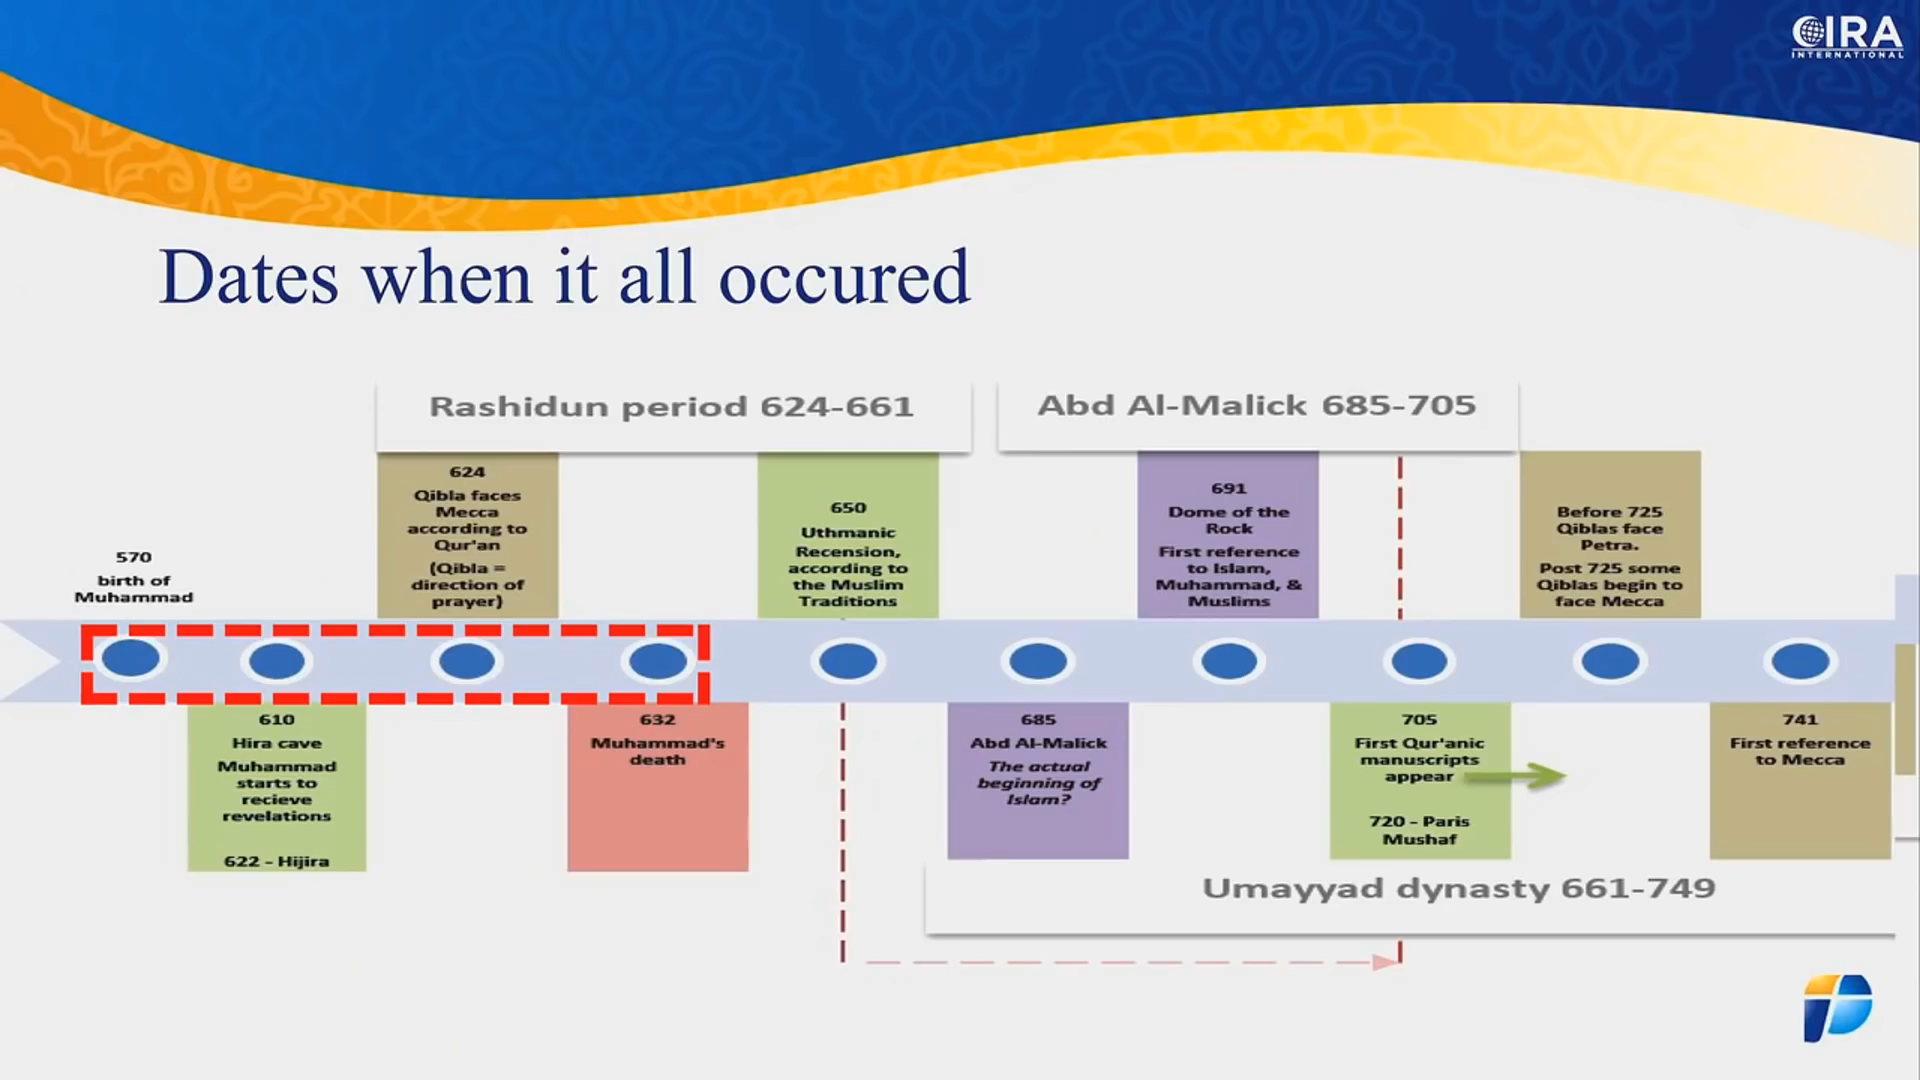 CIRA
INTERNATIONAL
Dates when it all occured
Rashidun period 624-661
Abd Al-Malick 685-705
570
birth of
Muhammad
624
Qibla faces
Mecca
according to
Qur'an
(Qibla =
direction of
prayer)
650
Uthmanic
Recension,
according to
the Muslim
Traditions
691
Dome of the
Rock
First reference
to Islam,
Muhammad, &
Muslims
Before 725
Qiblas face
Petra.
Post 725 some
Qiblas begin to
face Mecca
610
Hira cave
Muhammad
starts to
recieve
revelations
622 - Hijira
632
Muhammad's
death
685
Abd Al-Malick
The actual
beginning of
Islam?
705
First Qur'anic
manuscripts
appear
720 - Paris
Mushaf
741
First reference
to Mecca
Umayyad dynasty 661-749